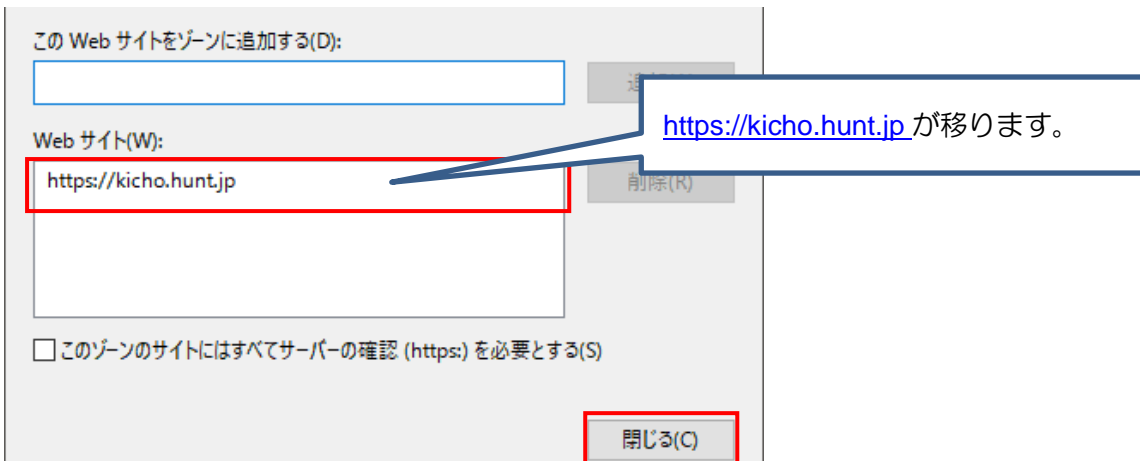 この Web サイトをゾーンに追加する(D):
https://kicho.hunt.jp が移ります。
Web サイト(W):
https://kicho.hunt.jp
削除(R)
このゾーンのサイトにはすべてサーバーの確認 (https:) を必要とする(S)
閉じる(C)